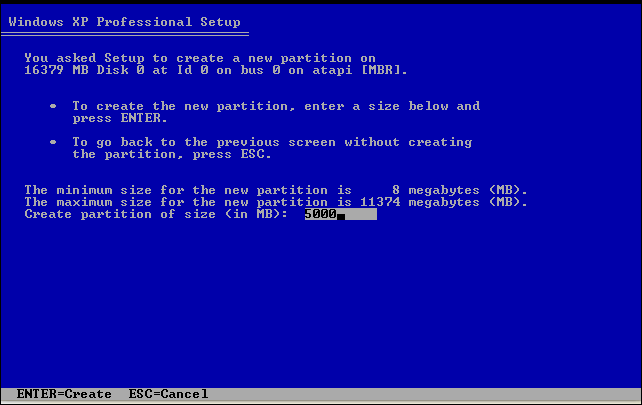 Windows XP Professional Setup
You asked Setup to create a new partition on
16379 MB Disk 0 at Id 0 on bus 0 on atapi [MBR].
• To create the new partition, enter a size below and
press ENTER.
• To go back to the previous screen without creating
the partition, press ESC.
The minimum size for the new partition is 8 megabytes (MB).
The maximum size for the new partition is 11374 megabytes (MB).
Create partition of size (in MB): 5000
ENTER=Create ESC=Cancel